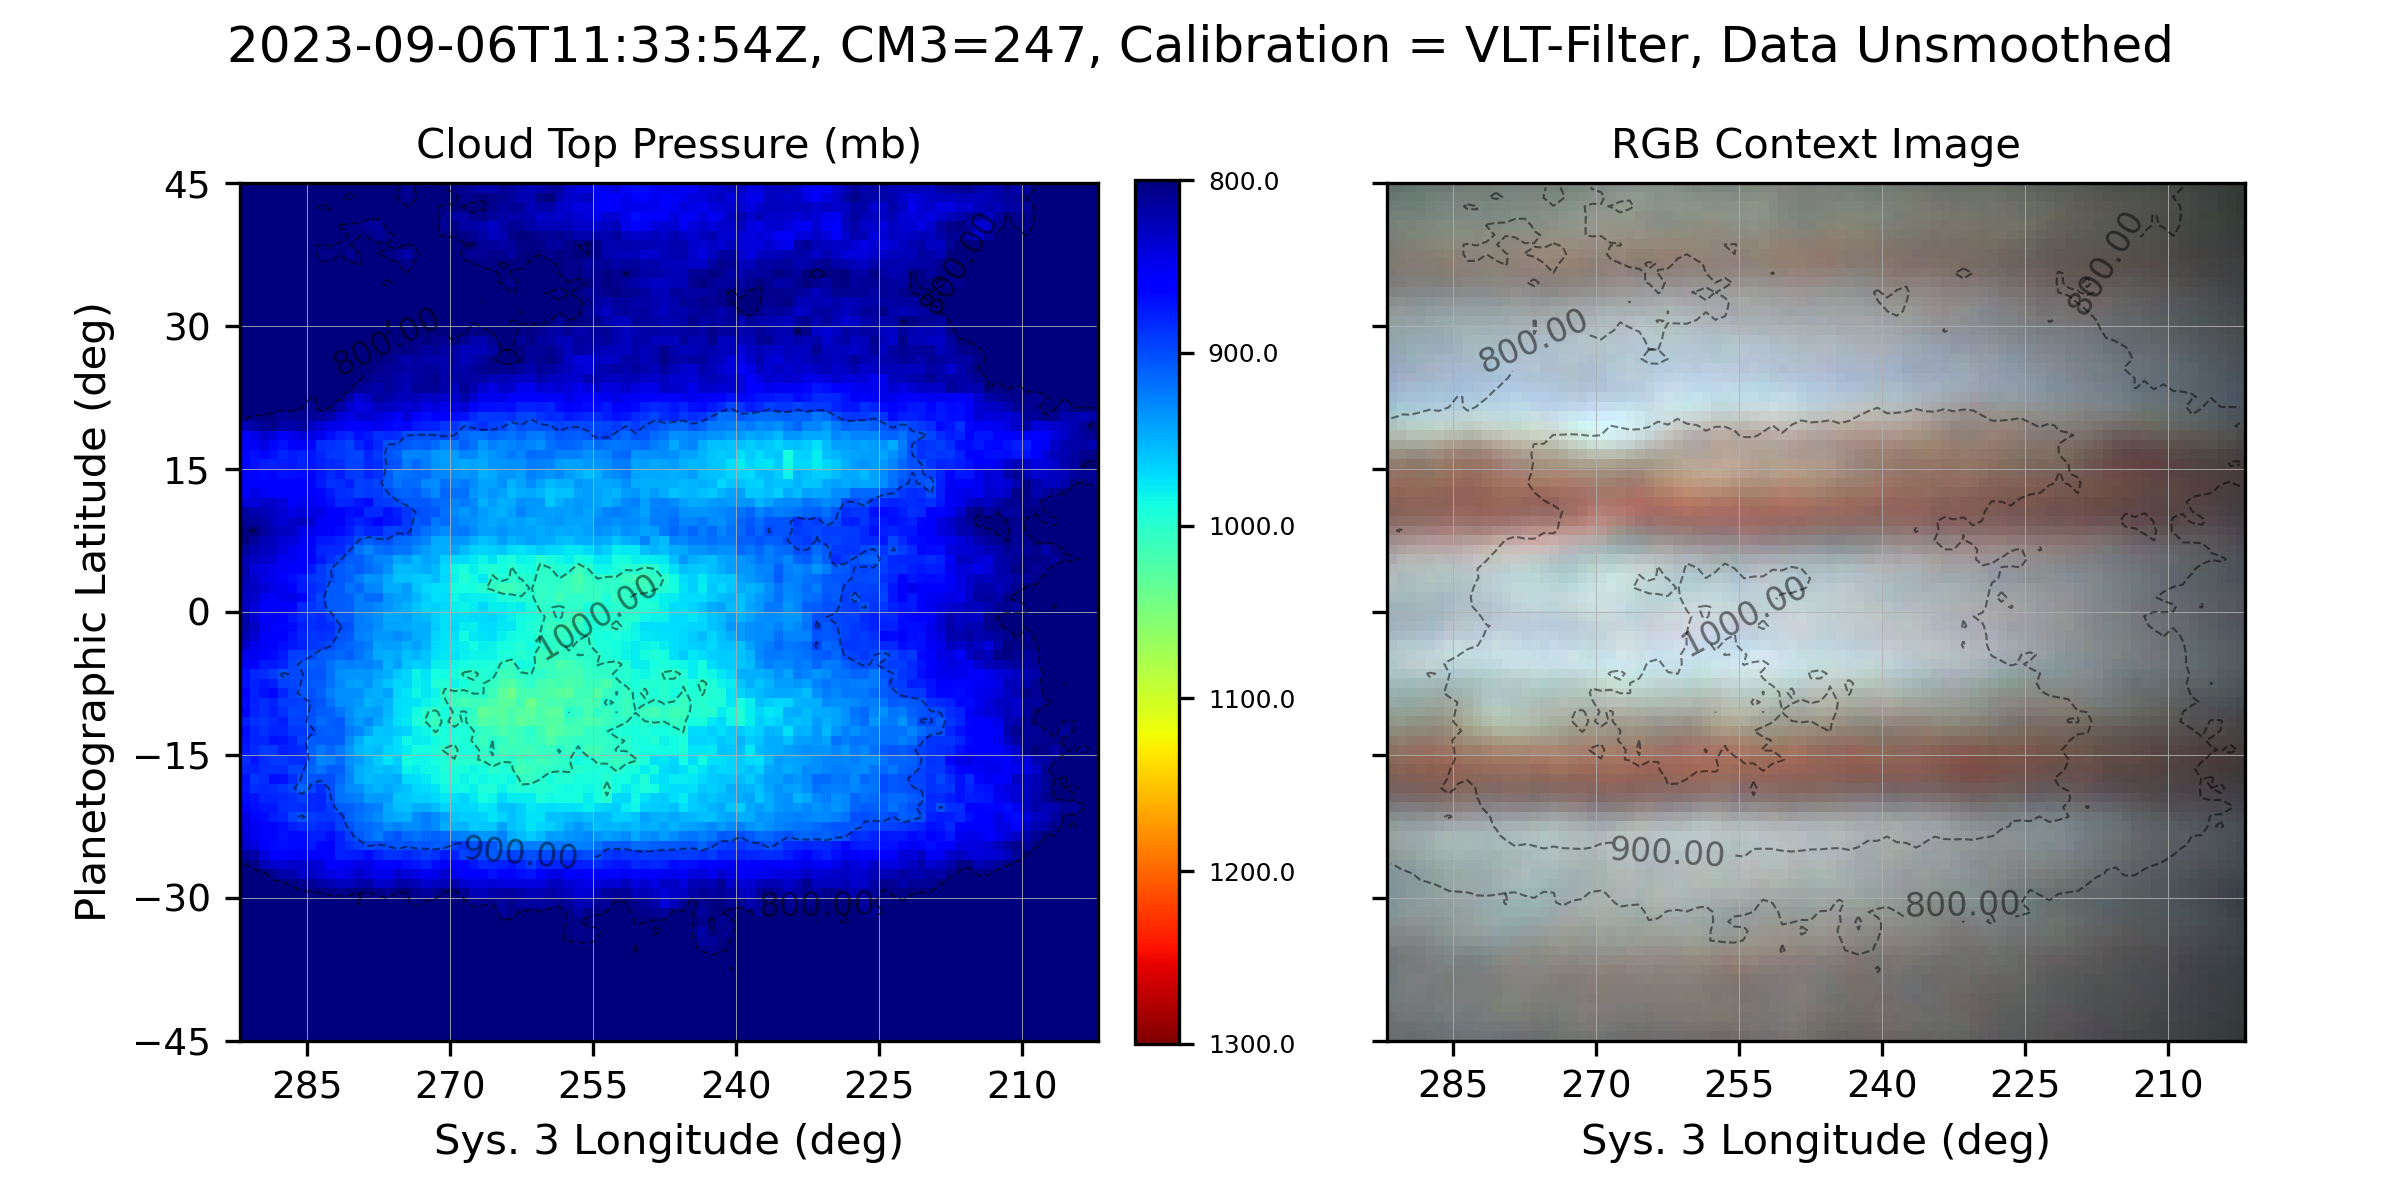 2023-09-06T11:33:54Z, CM3=247, Calibration = VLT-Filter, Data Unsmoothed
Cloud Top Pressure (mb)
Planetographic Latitude (deg)
45
30
15
0
−15
−30
−45
285 270 255 240 225 210
Sys. 3 Longitude (deg)
800.00
800.00
1000.00
900.00
800.00
800.0
900.0
1000.0
1100.0
1200.0
1300.0
RGB Context Image
800.00
800.00
1000.00
900.00
800.00
285 270 255 240 225 210
Sys. 3 Longitude (deg)